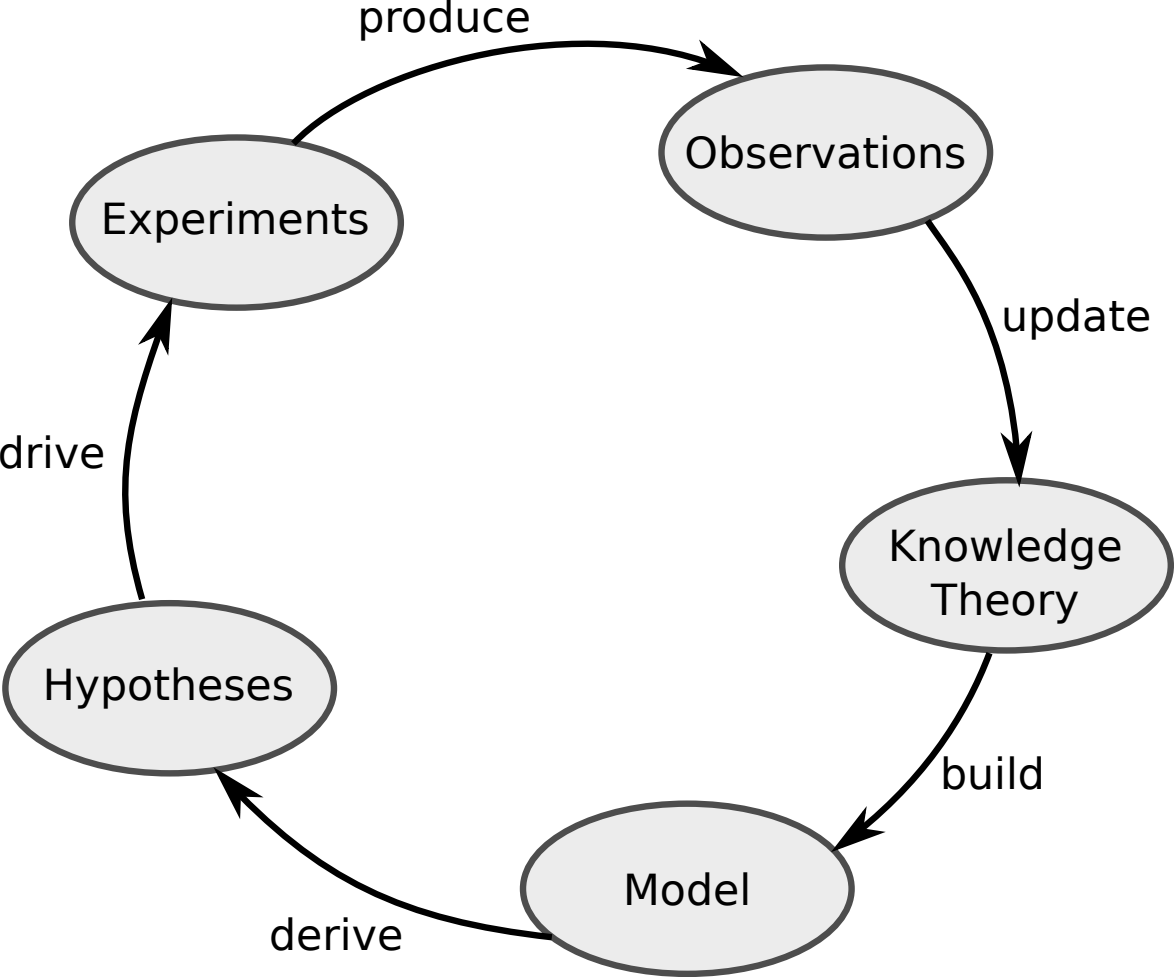 produce
Observations
Experiments
update
drive
Knowledge
Theory
Hypotheses
build
Model
derive